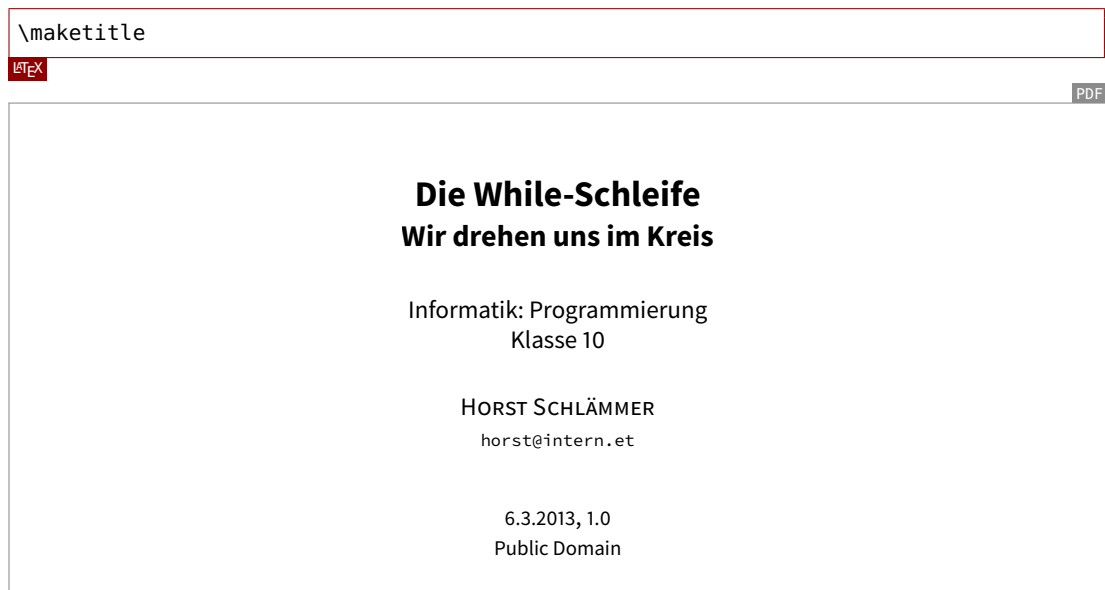 \maketitle
LATEX
PDF
Die While-Schleife
Wir drehen uns im Kreis
Informatik: Programmierung
Klasse 10
Horst Schlämmer
horst@intern.et
6.3.2013, 1.0
Public Domain